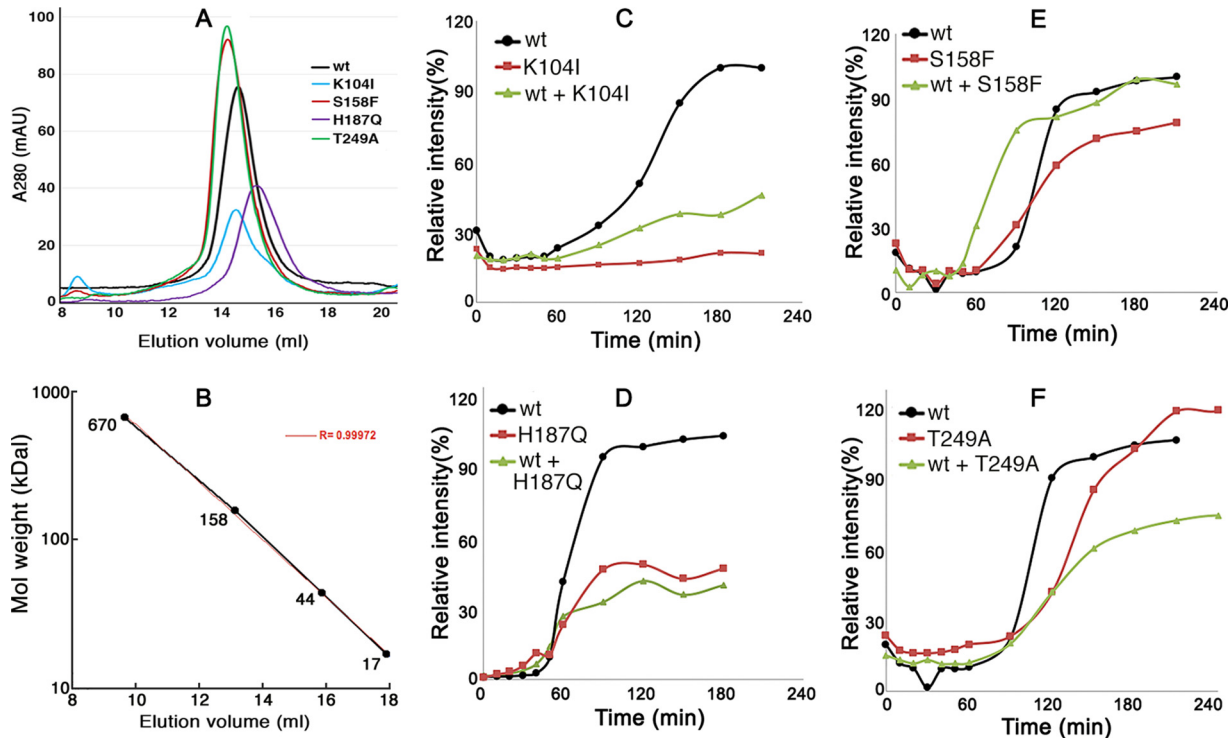 A
A280 (mAU)
100
80
60
40
20
0
wt
K104I
S158F
H187Q
T249A
8
10
12
14
16
18
20
Elution volume (ml)
C
Relative intensity(%)
120
90
60
30
0
wt
K104I
wt + K104I
0
60
120
180
240
Time (min)
E
Relative intensity(%)
120
90
60
30
0
wt
S158F
wt + S158F
0
60
120
180
240
Time (min)
B
Mol weight (kDal)
1000
100
10
670
158
44
17
R= 0.99972
8
10
12
14
16
18
Elution volume (ml)
D
Relative intensity(%)
120
90
60
30
0
wt
H187Q
wt +
H187Q
0
60
120
180
240
Time (min)
F
Relative intensity(%)
120
90
60
30
0
wt
T249A
wt + T249A
0
60
120
180
240
Time (min)